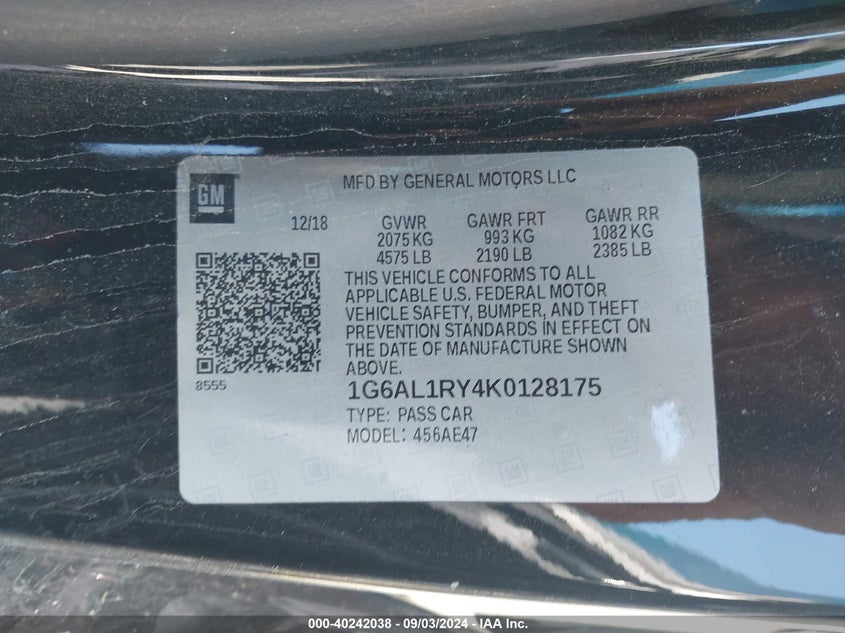 GM
MFD BY GENERAL MOTORS LLC
12/18
GVWR GAWR FRT GAWR RR
2075 KG 993 KG 1082 KG
4575 LB 2190 LB 2385 LB
THIS VEHICLE CONFORMS TO ALL
APPLICABLE U.S. FEDERAL MOTOR
VEHICLE SAFETY, BUMPER, AND THEFT
PREVENTION STANDARDS IN EFFECT ON
THE DATE OF MANUFACTURE SHOWN
ABOVE.
8555
1G6AL1RY4K0128175
TYPE: PASS CAR
MODEL: 456AE47
000-40242038 - 09/03/2024 - © IAA Inc.